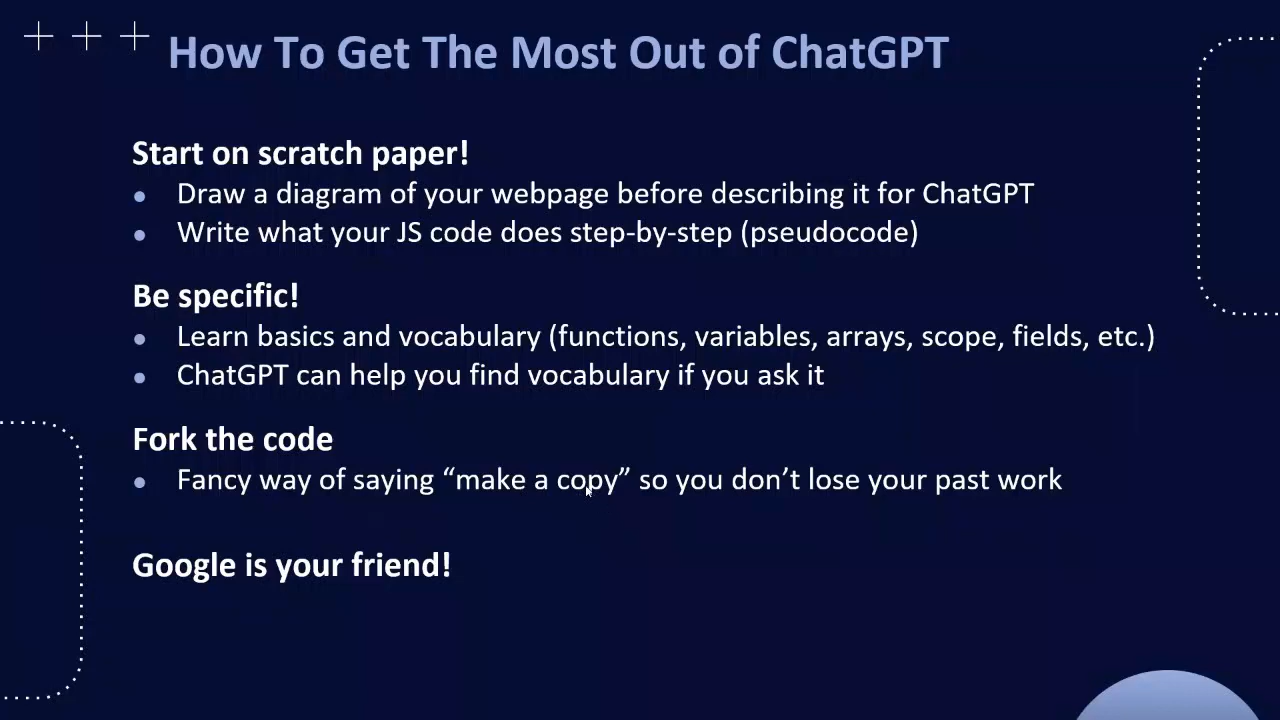 How To Get The Most Out of ChatGPT
Start on scratch paper!
• Draw a diagram of your webpage before describing it for ChatGPT
• Write what your JS code does step-by-step (pseudocode)
Be specific!
• Learn basics and vocabulary (functions, variables, arrays, scope, fields, etc.)
• ChatGPT can help you find vocabulary if you ask it
Fork the code
• Fancy way of saying “make a copy” so you don’t lose your past work
Google is your friend!